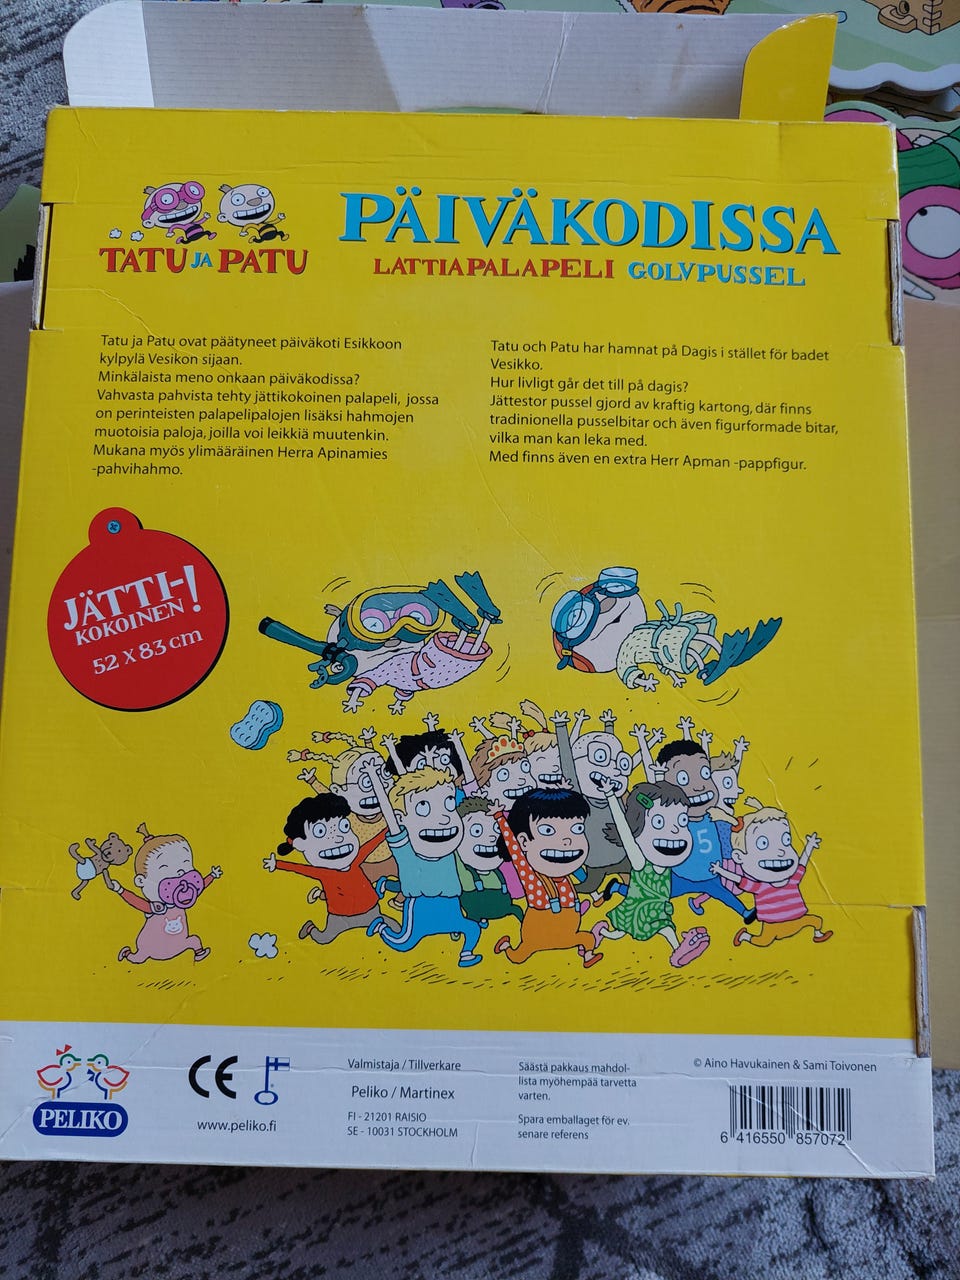 TATU JA PATU
PÄIVÄKODISSA
LATTIAPALAPELI GOLVPUSSEL
Tatu ja Patu ovat päätyneet päiväkoti Esikkoon
kylpylä Vesikon sijaan.
Minkälaista meno onkaan päiväkodissa?
Vahvasta pahvista tehty jättikokoinen palapeli, jossa
on perinteisten palapelipalojen lisäksi hahmojen
muotoisia paloja, joilla voi leikkiä muutenkin.
Mukana myös ylimääräinen Herra Apinamies
-pahvihahmo.
Tatu och Patu har hamnat på Dagis i stället för badet
Vesikko.
Hur livligt går det till på dagis?
Jättestor pussel gjord av kraftig kartong, där finns
tradinionella pusselbitar och även figurformade bitar,
vilka man kan leka med.
Med finns även en extra Herr Apman -pappfigur.
JÄTTI-!
KOKOINEN
52 X 83 cm
5
PELIKO
CE
www.peliko.fi
Valmistaja / Tillverkare
Peliko / Martinex
FI - 21201 RAISIO
SE - 10031 STOCKHOLM
Säästä pakkaus mahdol-
lista myöhempää tarvetta
varten.
Spara emballaget för ev.
senare referens
© Aino Havukainen & Sami Toivonen
6 416550 857072